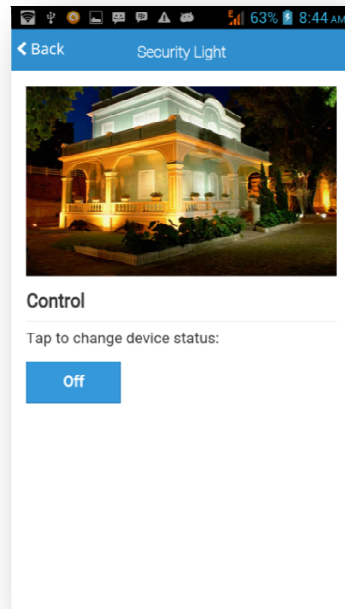 63% 8:44 AM
Back
Security Light
Control
Tap to change device status:
Off